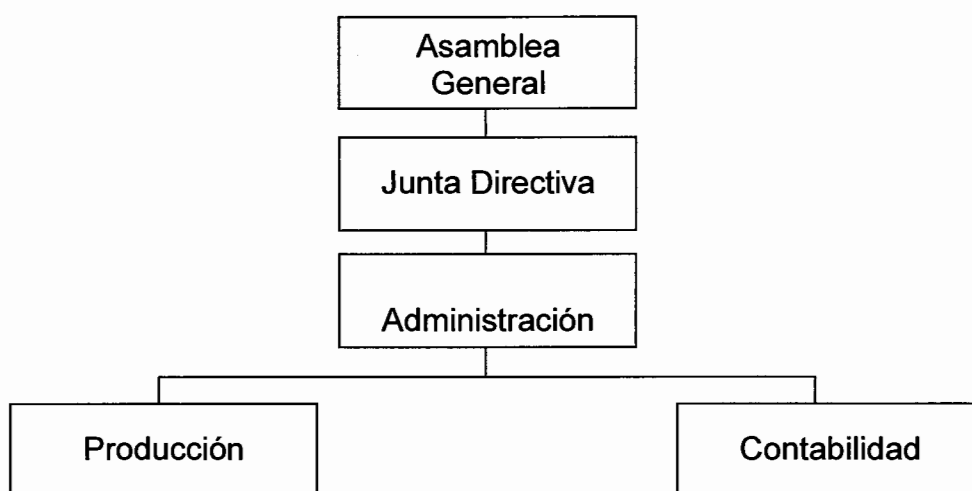 Asamblea
General
Junta Directiva
Administración
Producción
Contabilidad